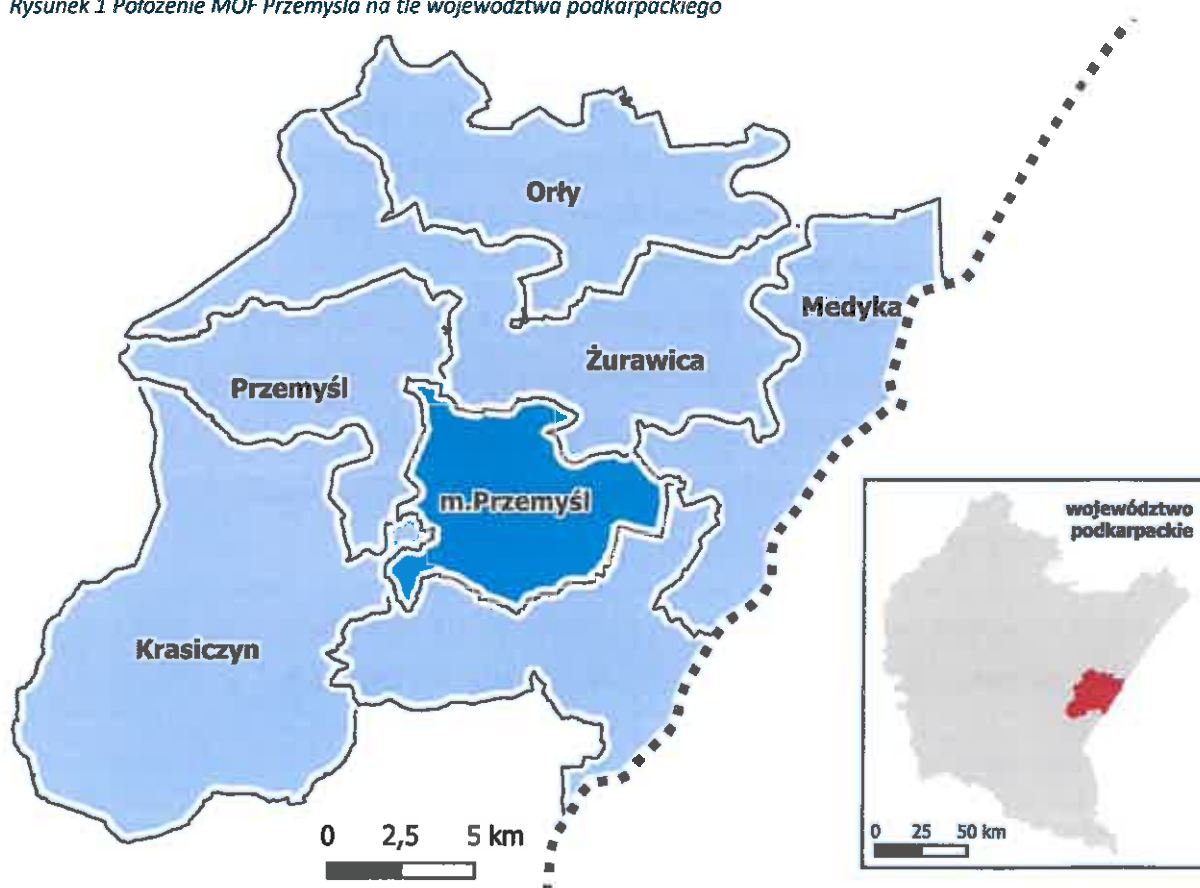 Rysunek 1 Położenie MOF Przemyśla na tle województwa podkarpackiego
Orły
Medyka
Żurawica
Przemyśl
m.Przemyśl
województwo
podkarpackie
Krasiczyn
0 2,5 5 km
0 25 50 km